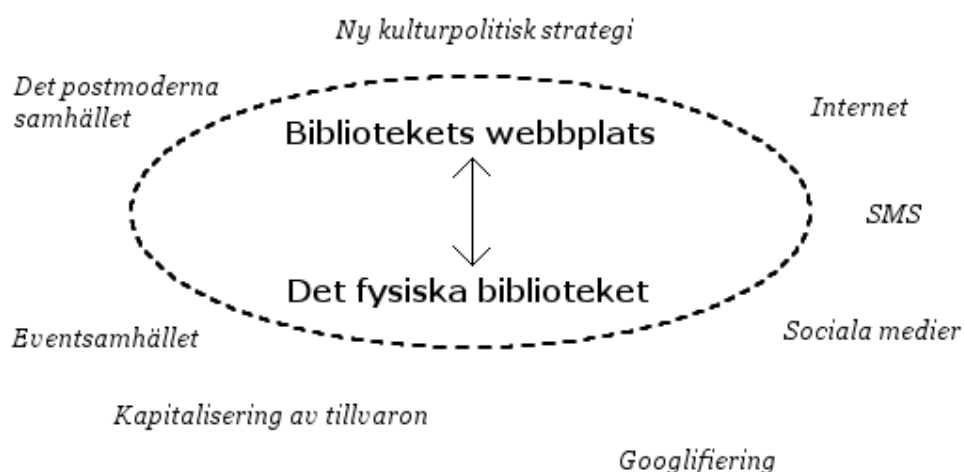 Ny kulturpolitisk strategi
Det postmoderna
samhället
Internet
Bibliotekets webbplats
SMS
Det fysiska biblioteket
Eventsamhället
Sociala medier
Kapitalisering av tillvaron
Googlifiering